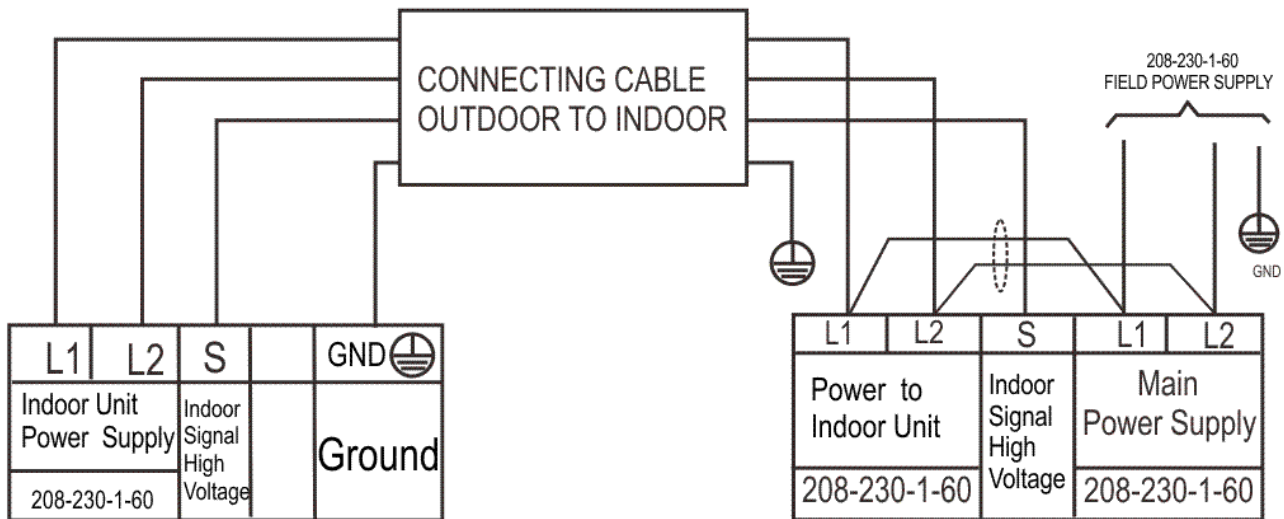 CONNECTING CABLE
OUTDOOR TO INDOOR
208-230-1-60
FIELD POWER SUPPLY
GND
L1 L2 S GND
Indoor Unit
Power Supply
208-230-1-60
Indoor
Signal
High
Voltage
Ground
L1 L2 S L1 L2
Power to
Indoor Unit
208-230-1-60
Indoor
Signal
High
Voltage
Main
Power Supply
208-230-1-60